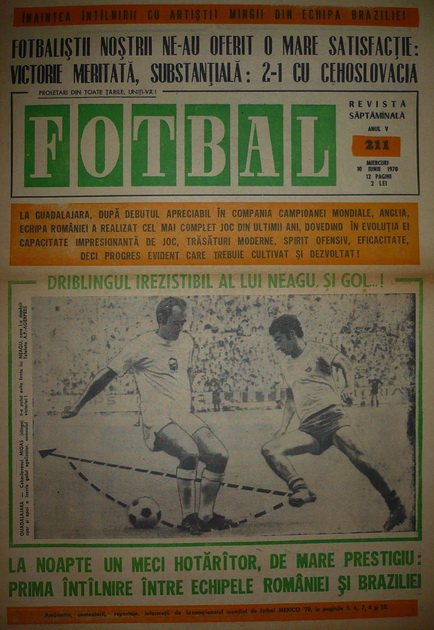 ÎNAINTEA ÎNTÎLNIRII CU ARTIȘTII MINGII DIN ECHIPA BRAZILIEI
FOTBALIȘTII NOȘTRII NE-AU OFERIT O MARE SATISFACȚIE:
VICTORIE MERITATĂ, SUBSTANȚIALĂ: 2-1 CU CEHOSLOVACIA
PROLETARI DIN TOATE ȚĂRILE, UNIȚI-VĂ!
FOTBAL
REVISTĂ
SĂPTĂMÎNALĂ
ANUL V
211
MIERCURI
10 IUNIE 1970
12 PAGINI
2 LEI
LA GUADALAJARA, DUPĂ DEBUTUL APRECIABIL ÎN COMPANIA CAMPIOANEI MONDIALE, ANGLIA,
ECHIPA ROMÂNIEI A REALIZAT CEL MAI COMPLET JOC DIN ULTIMII ANI, DOVEDIND ÎN EVOLUȚIA EI
CAPACITATE IMPRESIONANTĂ DE JOC, TRĂSĂTURI MODERNE, SPIRIT OFENSIV, EFICACITATE,
DECI PROGRES EVIDENT CARE TREBUIE CULTIVAT ȘI DEZVOLTAT!
DRIBLINGUL IREZISTIBIL AL LUI NEAGU, ȘI GOL...!
LA NOAPTE UN MECI HOTĂRÎTOR, DE MARE PRESTIGIU:
PRIMA ÎNTÎLNIRE ÎNTRE ECHIPELE ROMÂNIEI ȘI BRAZILIEI